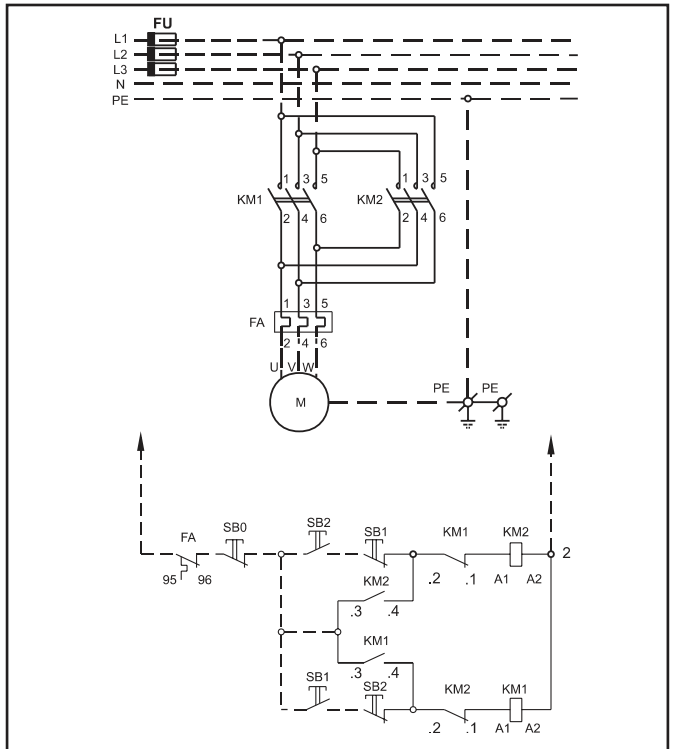 FU
L1
L2
L3
N
PE
1 3 5 1 3 5
KM1 KM2
2 4 6 2 4 6
1 3 5
FA
2 4 6
U V W
M PE PE
FA SB0 SB2 SB1 KM1 KM2
2
95 96 .2 .1 A1 A2
KM2
.3 .4
KM1
.3 .4
SB1 SB2 KM2 KM1
.2 .1 A1 A2